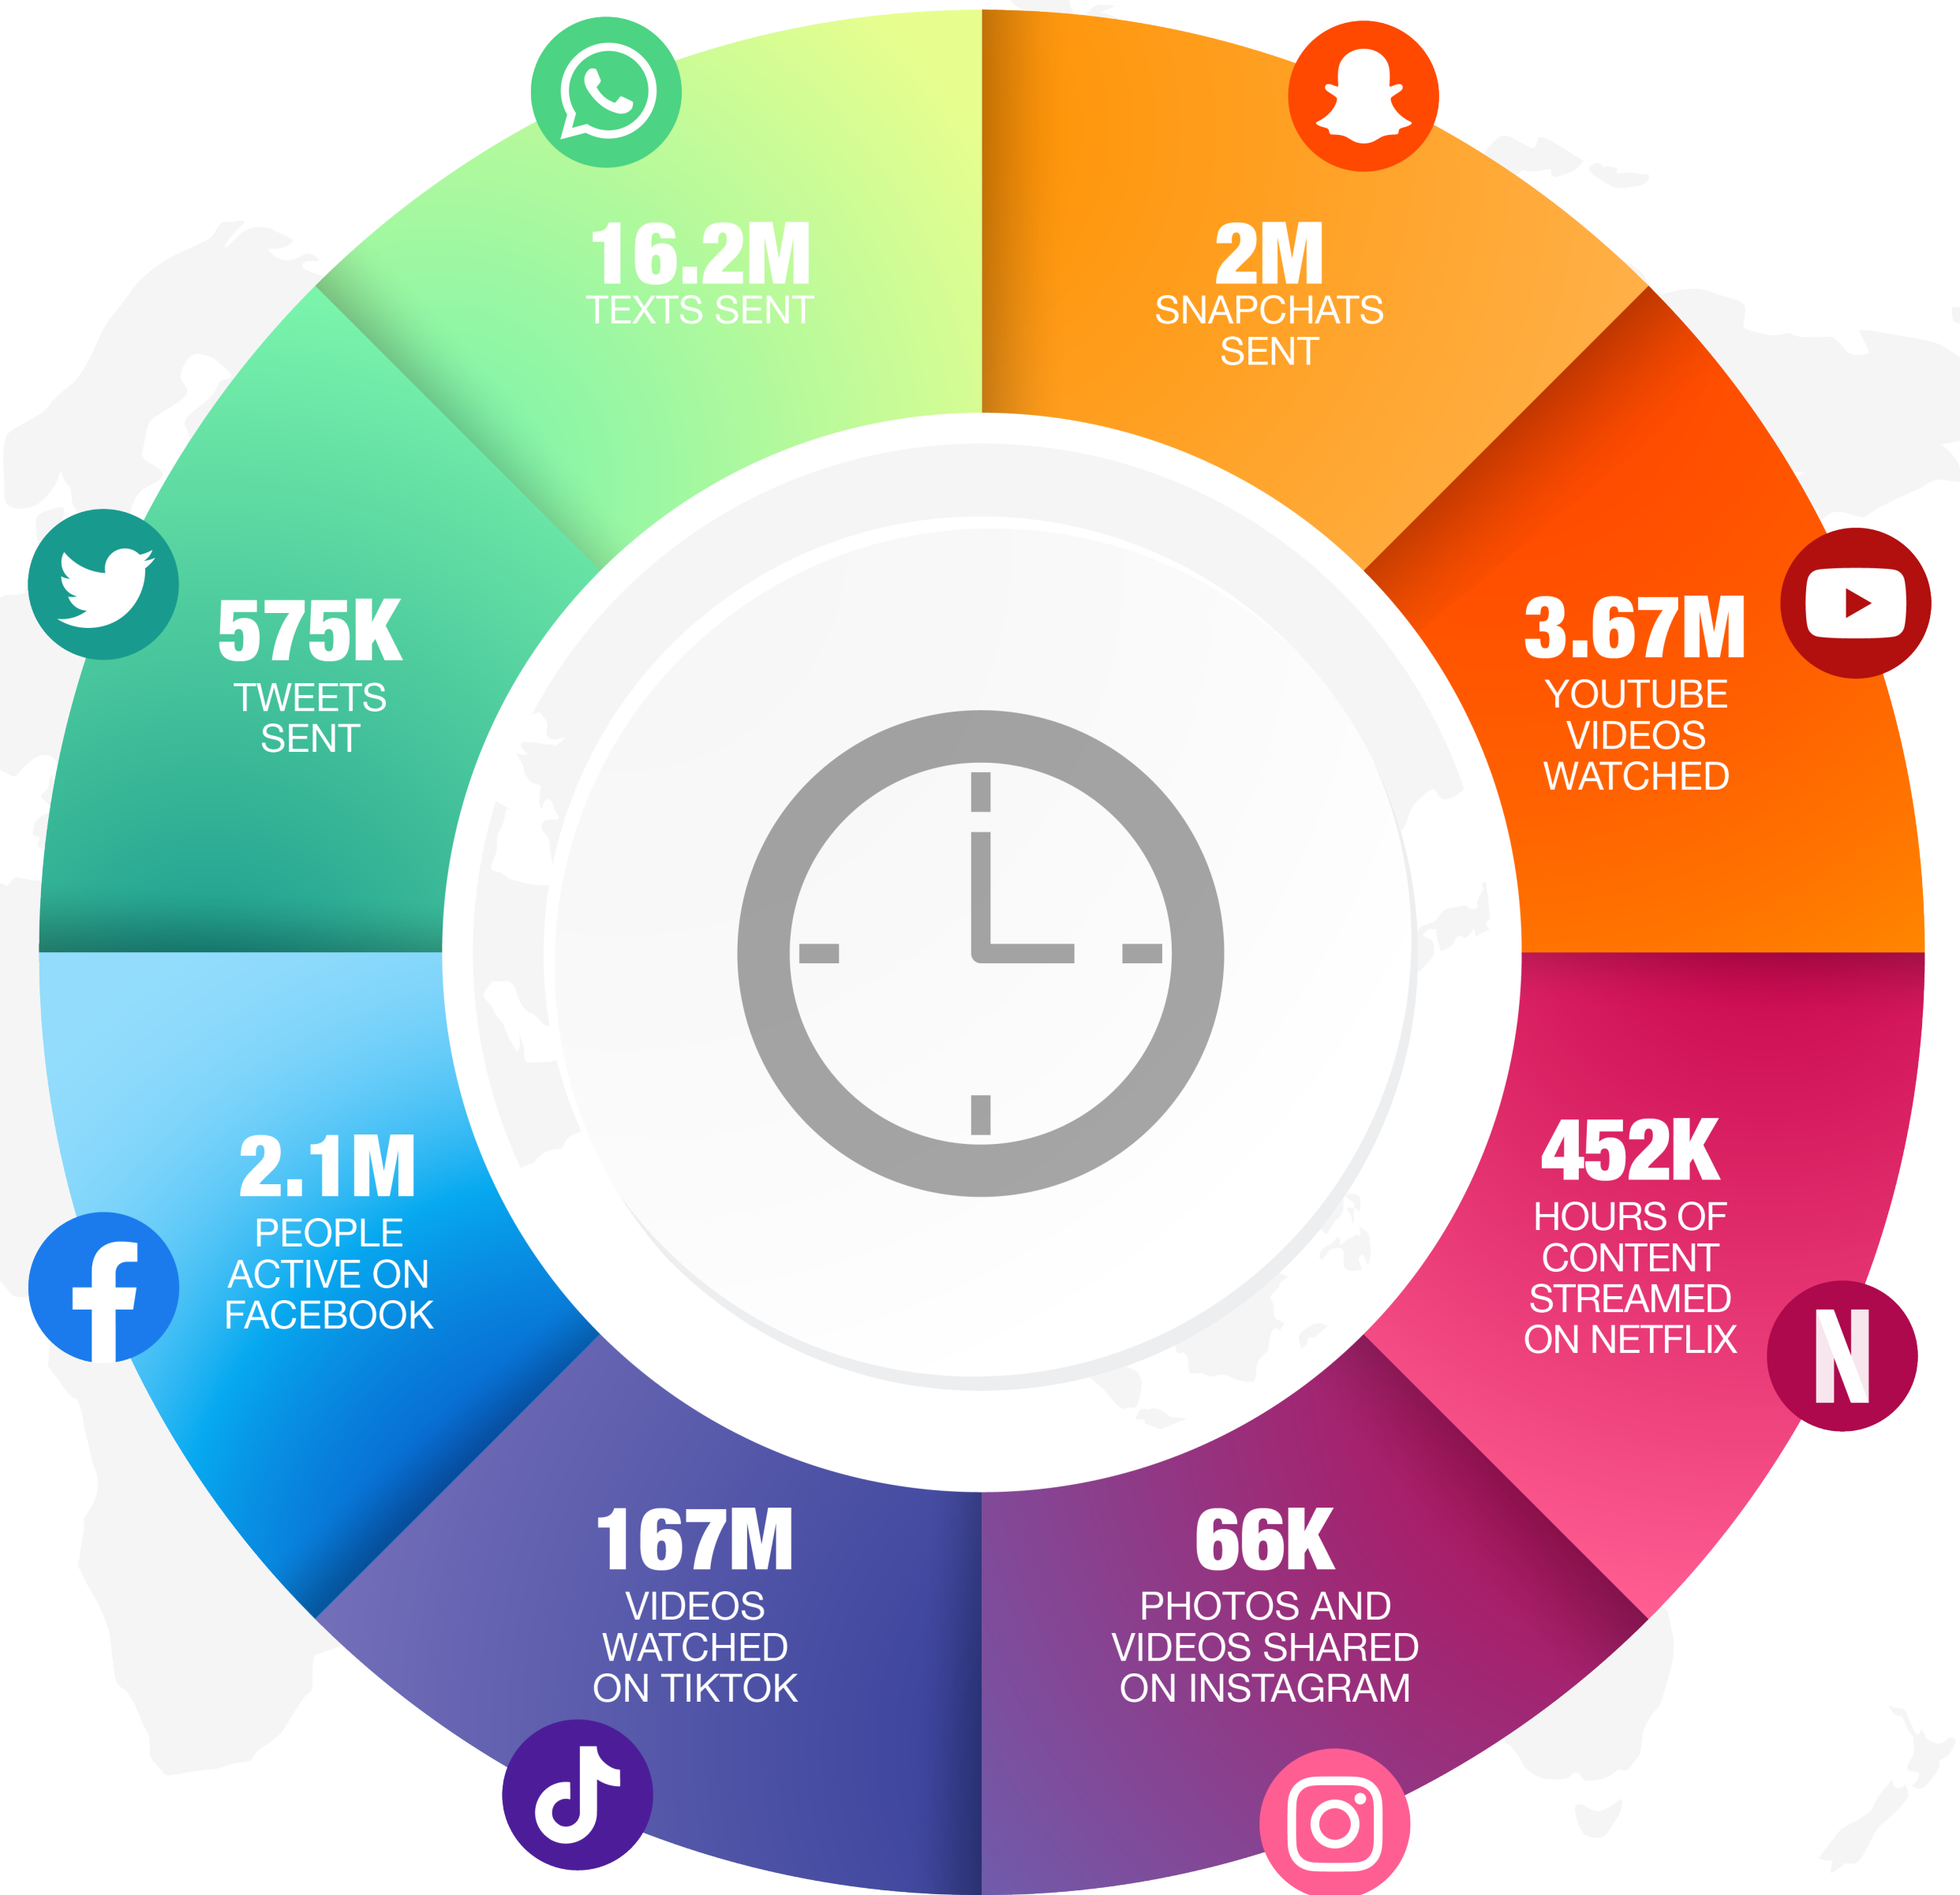 16.2M
TEXTS SENT
2M
SNAPCHATS
SENT
3.67M
YOUTUBE
VIDEOS
WATCHED
452K
HOURS OF
CONTENT
STREAMED
ON NETFLIX
N
66K
PHOTOS AND
VIDEOS SHARED
ON INSTAGRAM
167M
VIDEOS
WATCHED
ON TIKTOK
2.1M
PEOPLE
ACTIVE ON
FACEBOOK
f
575K
TWEETS
SENT